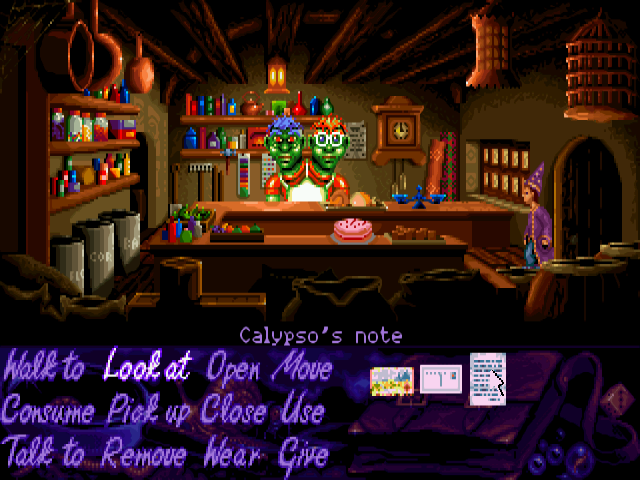 Calypso's note
Walk to Look at Open Move
Consume Pick up Close Use
Talk to Remove Wear Give